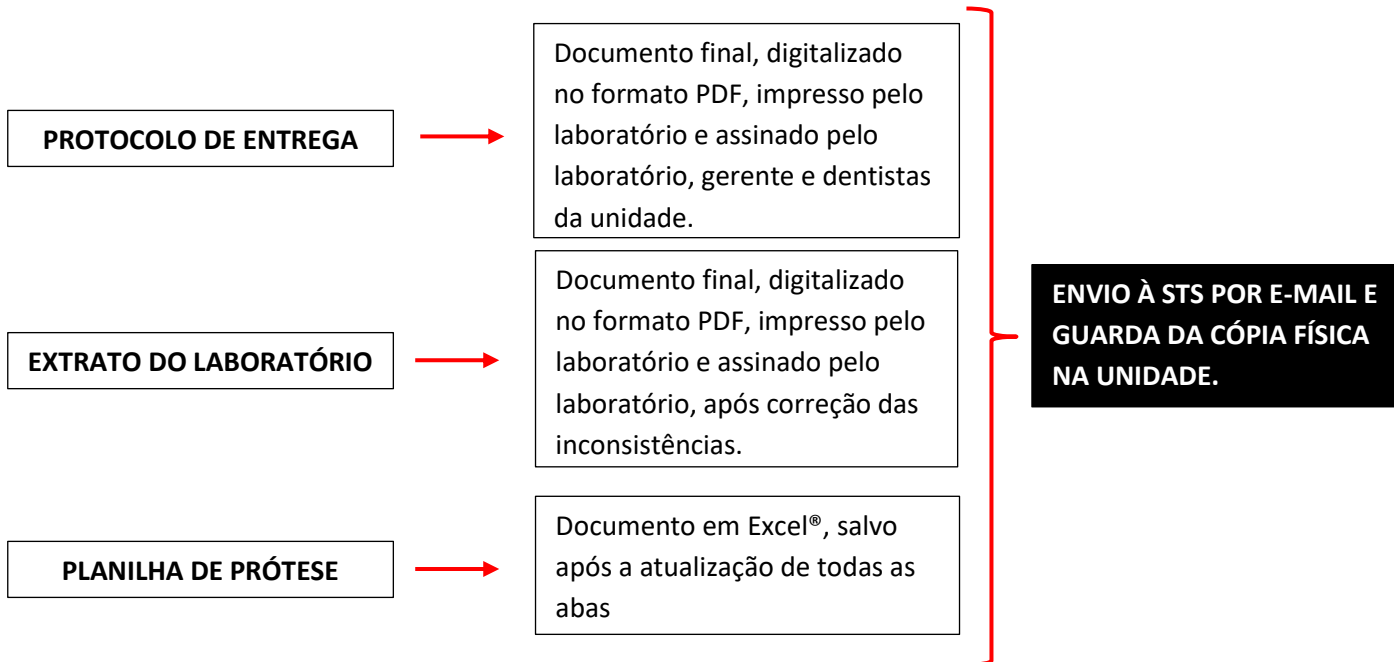 PROTOCOLO DE ENTREGA
Documento final, digitalizado
no formato PDF, impresso pelo
laboratório e assinado pelo
laboratório, gerente e dentistas
da unidade.
EXTRATO DO LABORATÓRIO
Documento final, digitalizado
no formato PDF, impresso pelo
laboratório e assinado pelo
laboratório, após correção das
inconsistências.
PLANILHA DE PRÓTESE
Documento em Excel®, salvo
após a atualização de todas as
abas
ENVIO À STS POR E-MAIL E
GUARDA DA CÓPIA FÍSICA
NA UNIDADE.